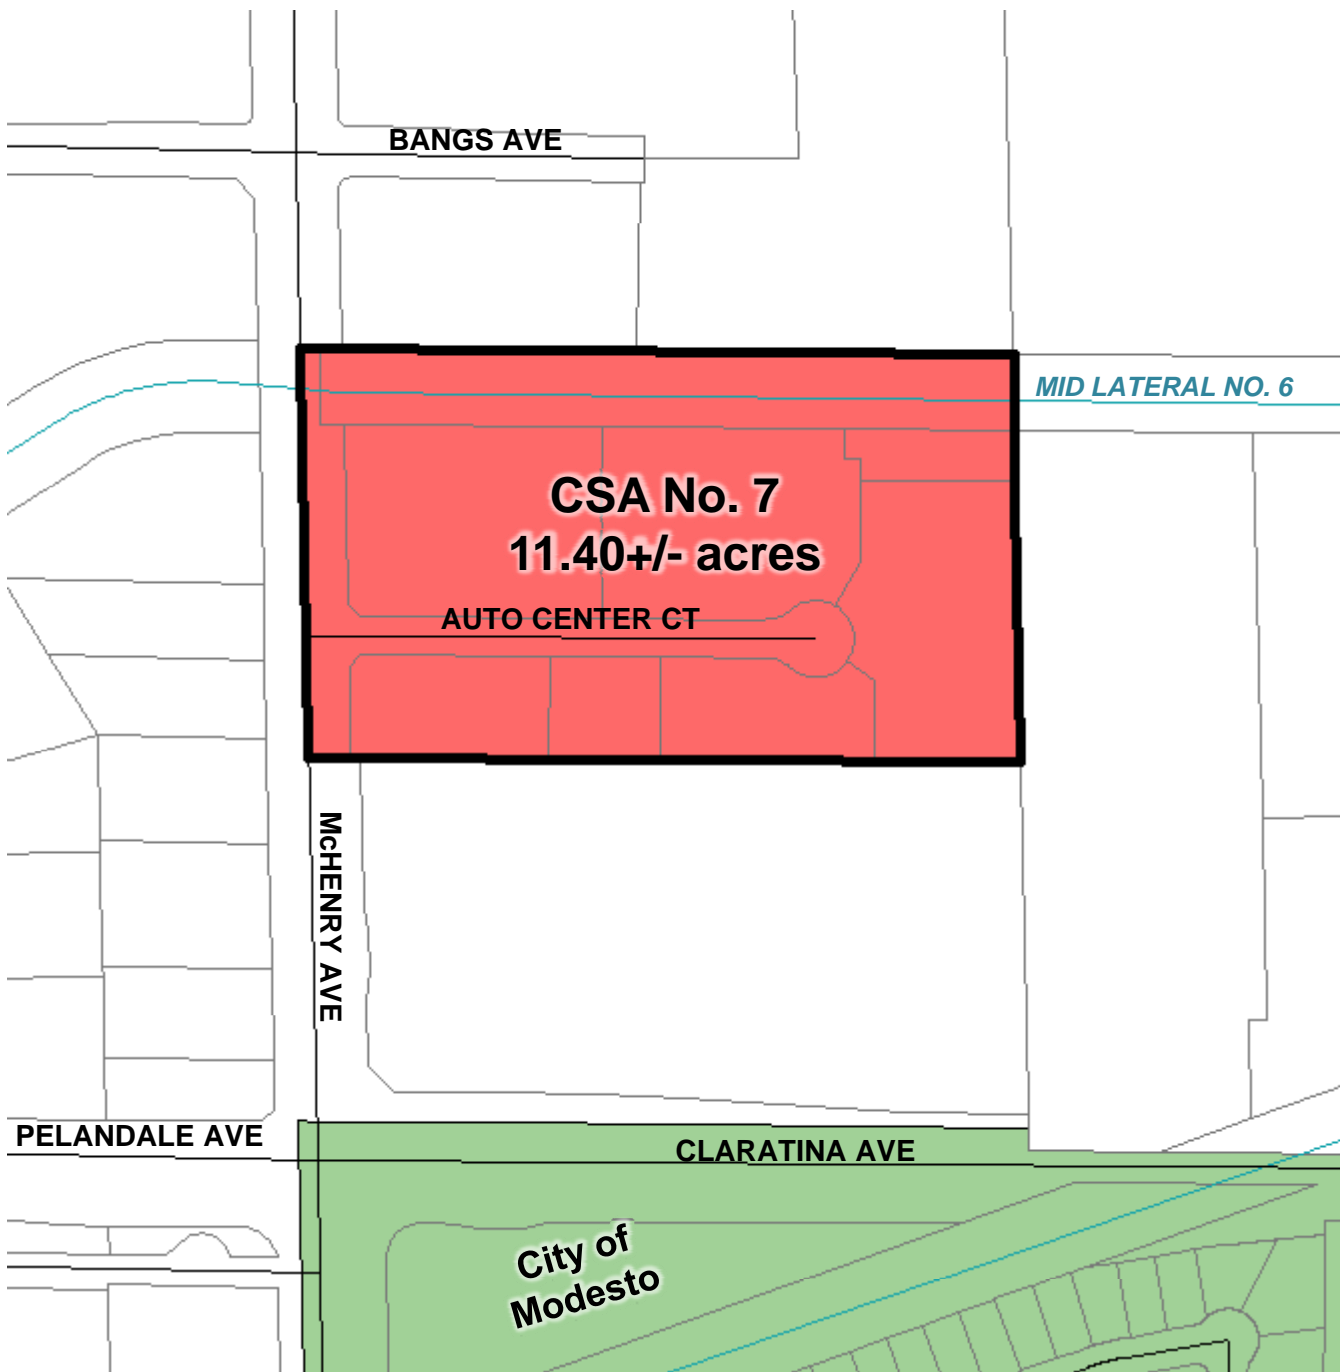 BANGS AVE
MID LATERAL NO. 6
CSA No. 7
11.40+/- acres
AUTO CENTER CT
McHENRY AVE
PELANDALE AVE
CLARATINA AVE
City of
Modesto